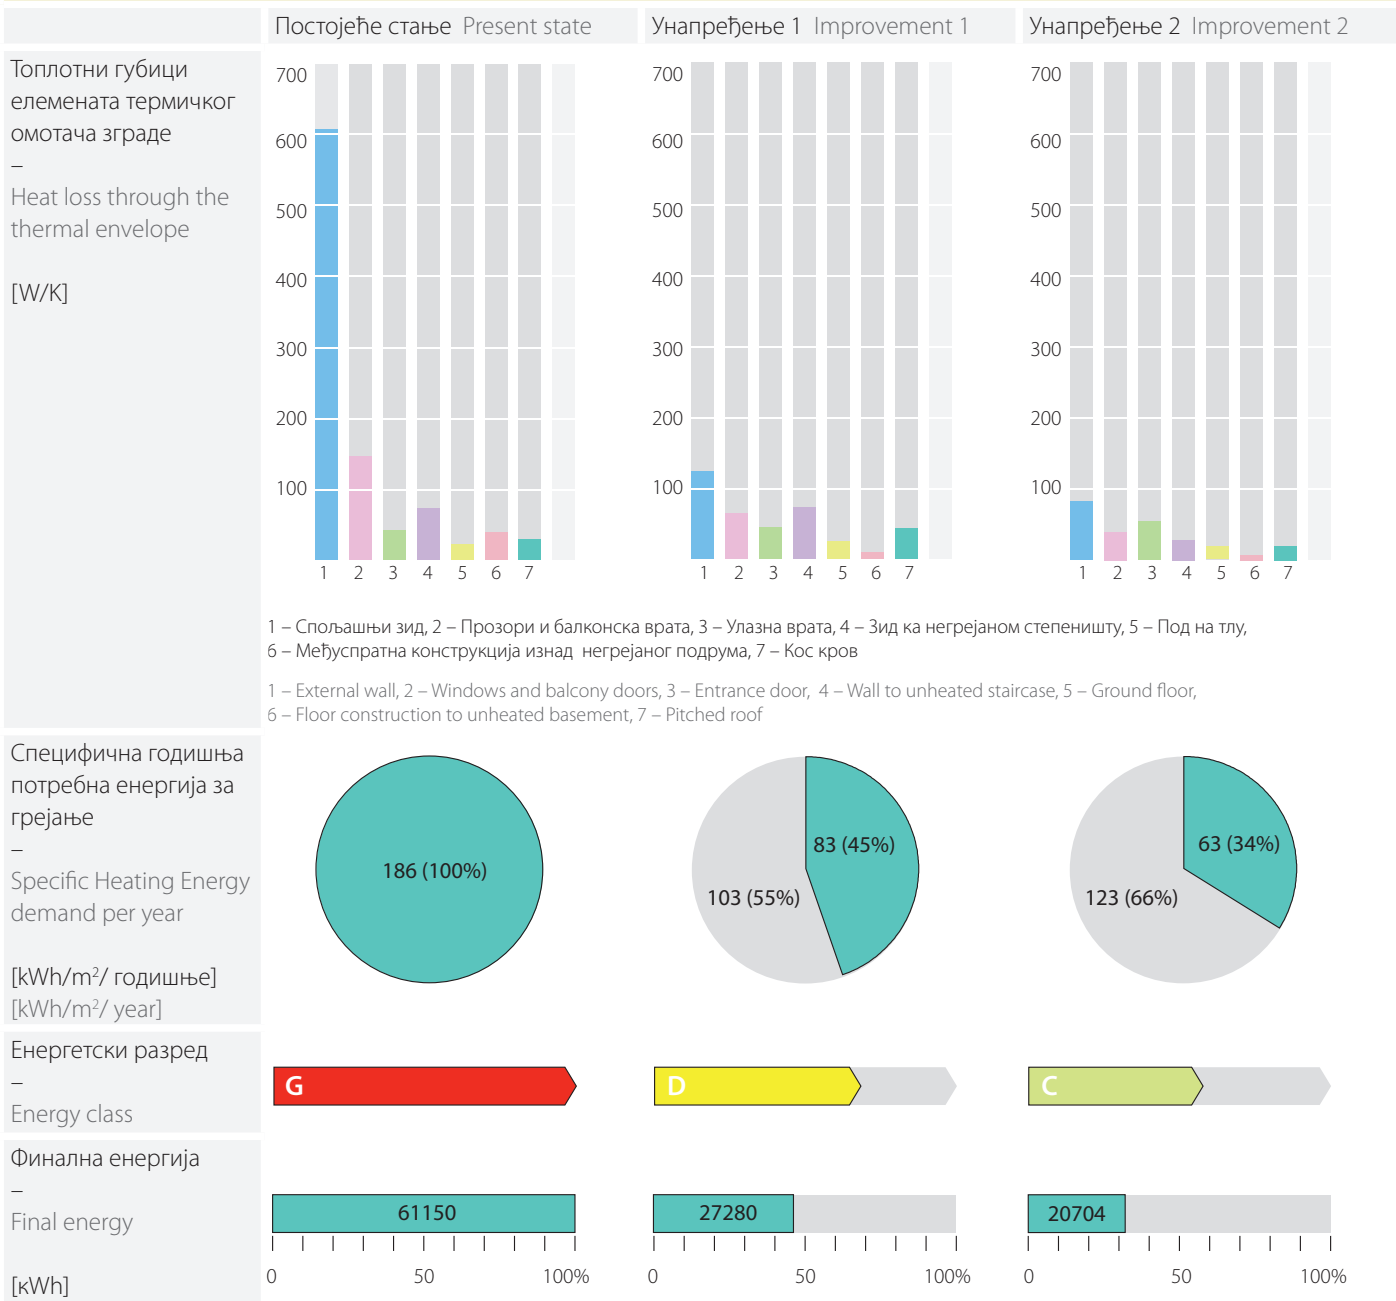 Постојеће стање Present state
Унапређење 1 Improvement 1
Унапређење 2 Improvement 2
Топлотни губици
елемената термичког
омотача зграде
–
Heat loss through the
thermal envelope
[W/K]
700
600
500
400
300
200
100
1 2 3 4 5 6 7
700
600
500
400
300
200
100
1 2 3 4 5 6 7
700
600
500
400
300
200
100
1 2 3 4 5 6 7
1 – Спољашњи зид, 2 – Прозори и балконска врата, 3 – Улазна врата, 4 – Зид ка негрејаном степеништу, 5 – Под на тлу,
6 – Међуспратна конструкција изнад негрејаног подрума, 7 – Кос кров
1 – External wall, 2 – Windows and balcony doors, 3 – Entrance door, 4 – Wall to unheated staircase, 5 – Ground floor,
6 – Floor construction to unheated basement, 7 – Pitched roof
Специфична годишња
потребна енергија за
грејање
–
Specific Heating Energy
demand per year
[kWh/m²/ годишње]
[kWh/m²/ year]
186 (100%)
83 (45%)
103 (55%)
63 (34%)
123 (66%)
Енергетски разред
–
Energy class
G
D
C
Финална енергија
–
Final energy
[кWh]
61150
0 50 100%
27280
0 50 100%
20704
0 50 100%